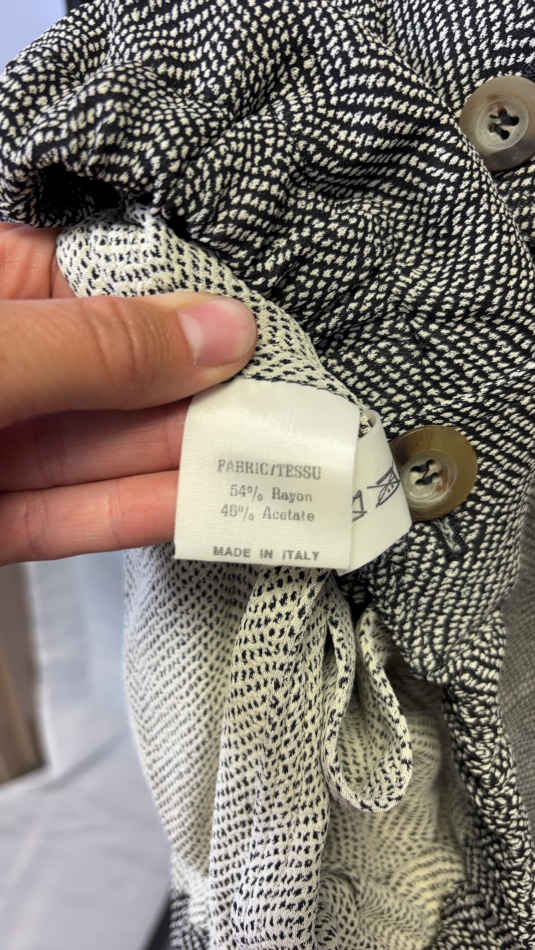 FABRIC/TESSU
54% Rayon
46% Acetate
MADE IN ITALY